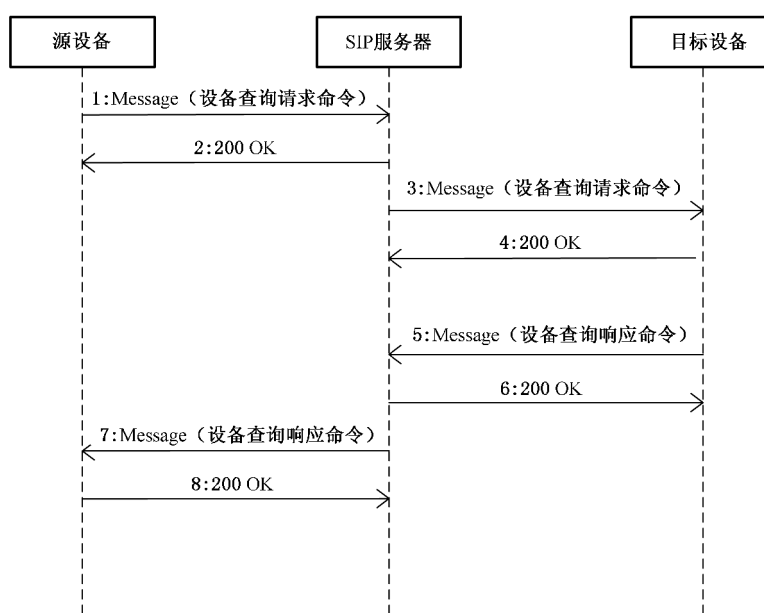 源设备
SIP服务器
目标设备
1:Message（设备查询请求命令）
2:200 OK
3:Message（设备查询请求命令）
4:200 OK
5:Message（设备查询响应命令）
6:200 OK
7:Message（设备查询响应命令）
8:200 OK